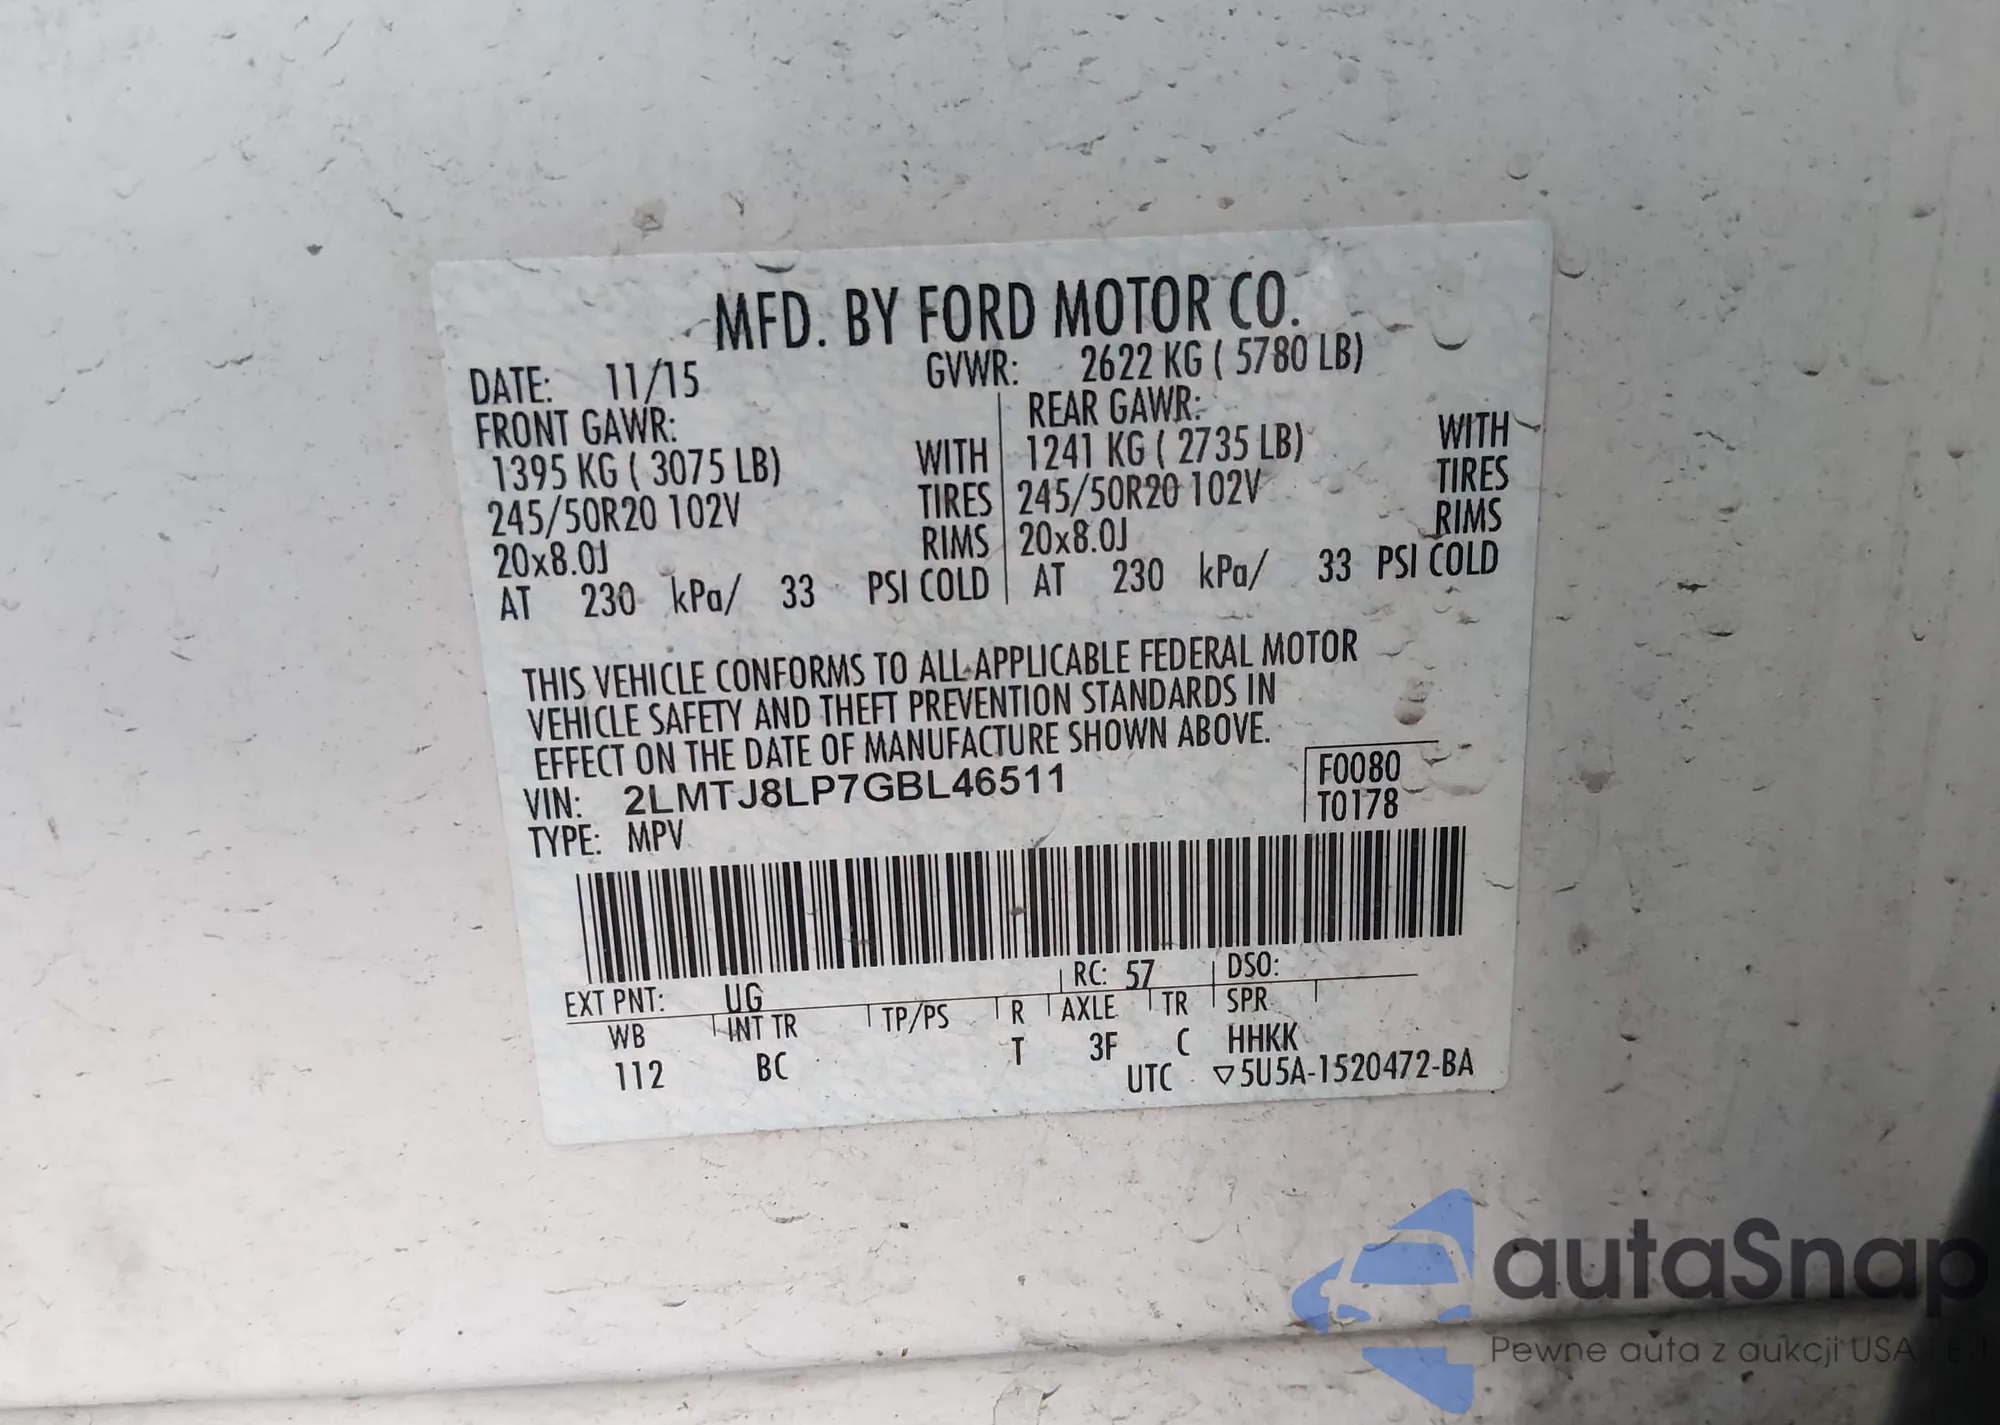 MFD. BY FORD MOTOR CO.
DATE: 11/15 GVWR: 2622 KG ( 5780 LB)
FRONT GAWR: REAR GAWR:
1395 KG ( 3075 LB) WITH 1241 KG ( 2735 LB) WITH
245/50R20 102V TIRES 245/50R20 102V TIRES
20x8.0J RIMS 20x8.0J RIMS
AT 230 kPa/ 33 PSI COLD AT 230 kPa/ 33 PSI COLD
THIS VEHICLE CONFORMS TO ALL APPLICABLE FEDERAL MOTOR
VEHICLE SAFETY AND THEFT PREVENTION STANDARDS IN
EFFECT ON THE DATE OF MANUFACTURE SHOWN ABOVE.
VIN: 2LMTJ8LP7GBL46511 F0080
TYPE: MPV T0178
EXT PNT: UG RC: 57 DSO:
WB INT TR TP/PS R AXLE TR SPR
112 BC T 3F C HHKK
UTC ▽5U5A-1520472-BA
autaSnap
Pewne auta z aukcji USA